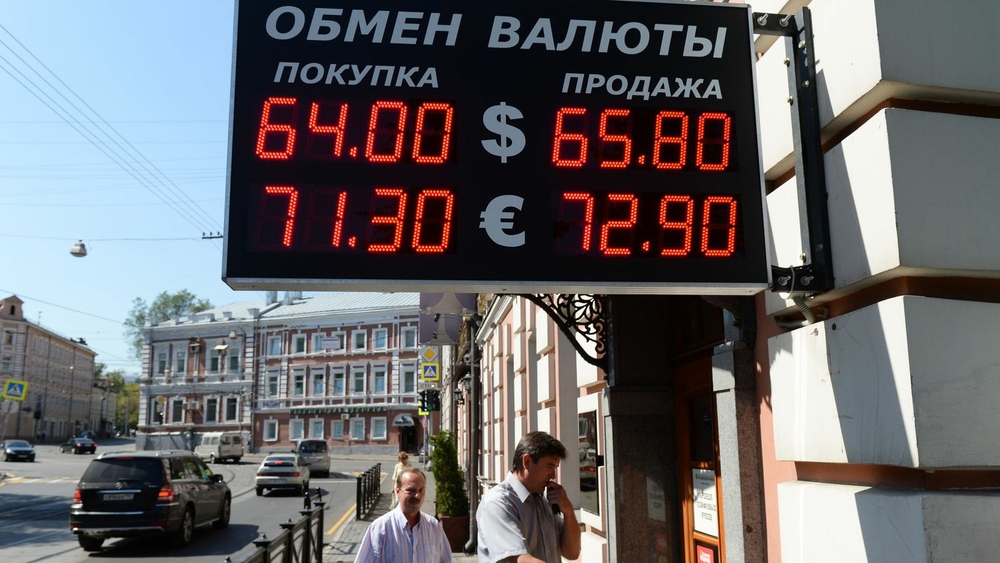 ОБМЕН ВАЛЮТЫ
ПОКУПКА ПРОДАЖА
64.00 $ 65.80
71.30 € 72.90